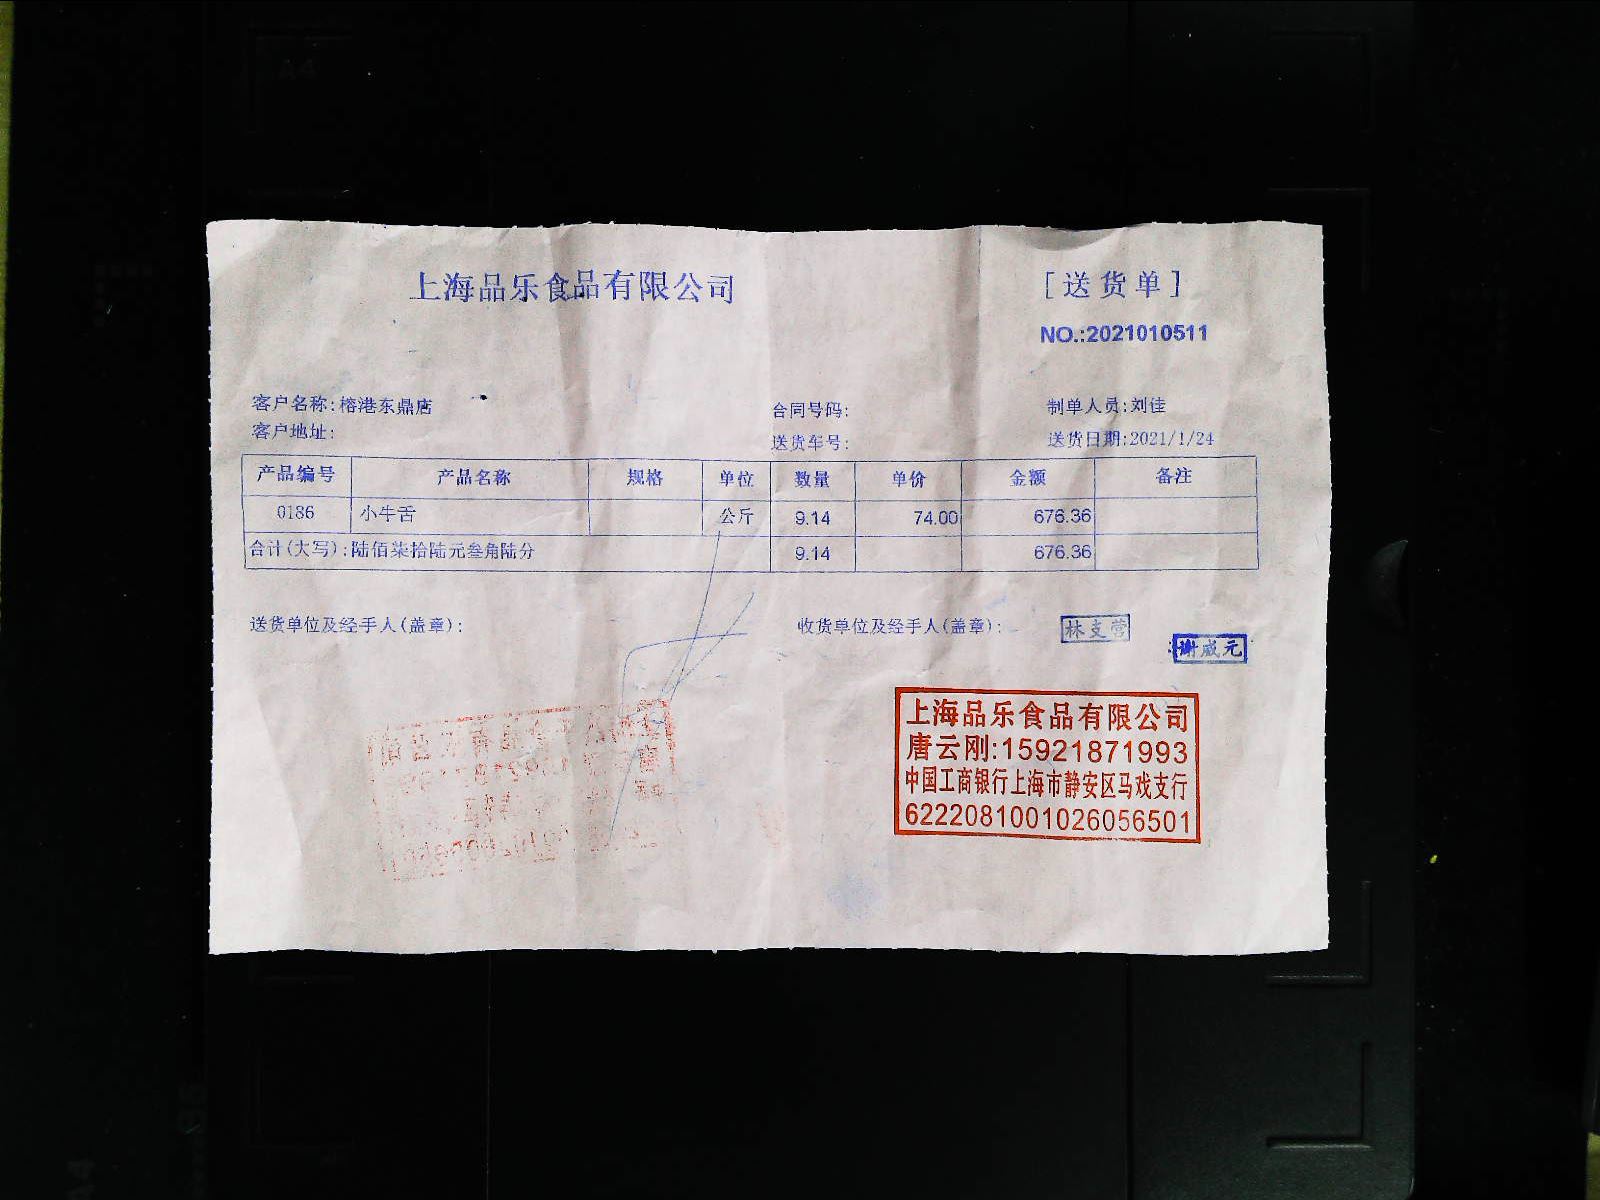 上海品乐食品有限公司 [送货单]
NO.:2021010511
客户名称:榕港东鼎店 合同号码: 制单人员:刘佳
客户地址: 送货车号: 送货日期:2021/1/24
产品编号 产品名称 规格 单位 数量 单价 金额 备注
0186 小牛舌 公斤 9.14 74.00 676.36
合计(大写):陆佰柒拾陆元叁角陆分 9.14 676.36
送货单位及经手人(盖章): 收货单位及经手人(盖章): 林支营
谢威元
上海品乐食品有限公司
唐云刚:15921871993
中国工商银行上海市静安区马戏支行
6222081001026056501